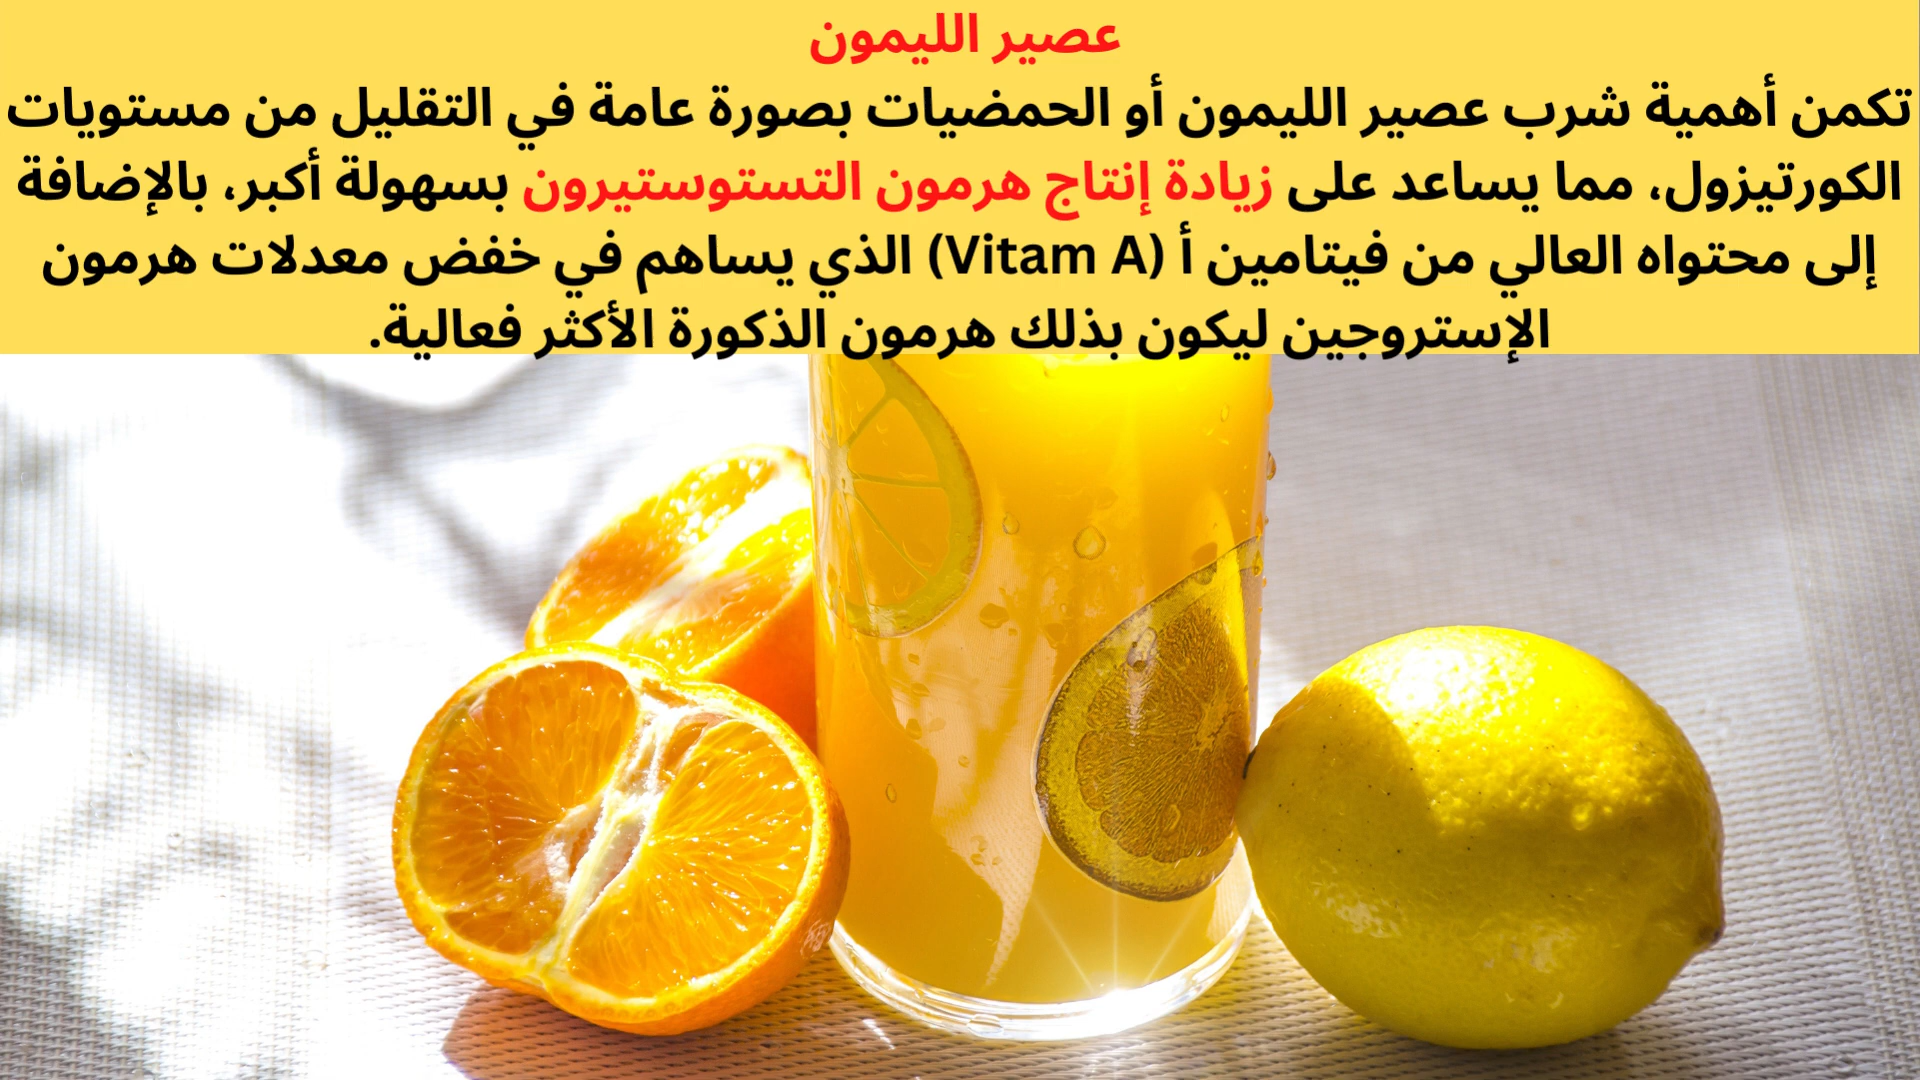 عصير الليمون
تكمن أهمية شرب عصير الليمون أو الحمضيات بصورة عامة في التقليل من مستويات
الكورتيزول، مما يساعد على زيادة إنتاج هرمون التستوستيرون بسهولة أكبر، بالإضافة
إلى محتواه العالي من فيتامين أ (Vitam A) الذي يساهم في خفض معدلات هرمون
الإستروجين ليكون بذلك هرمون الذكورة الأكثر فعالية.